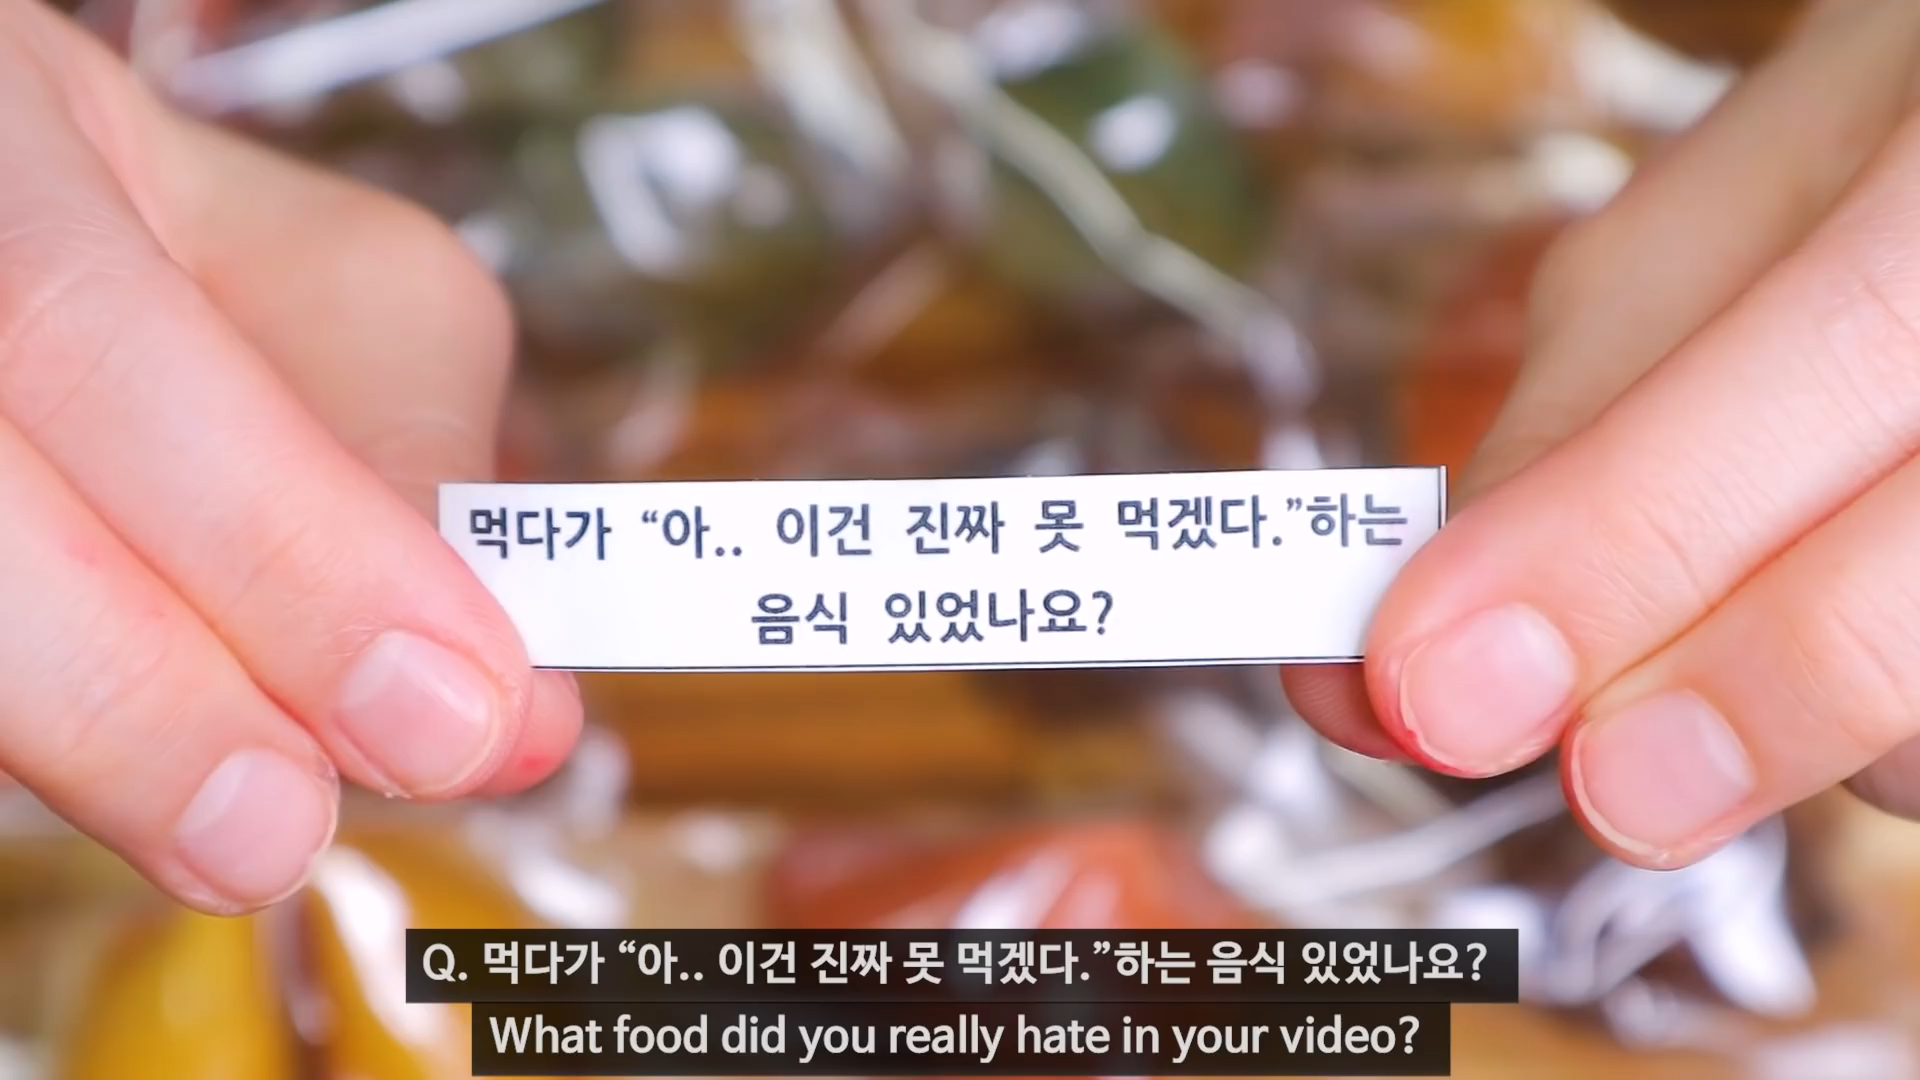 먹다가 “아.. 이건 진짜 못 먹겠다.”하는
음식 있었나요?
Q. 먹다가 “아.. 이건 진짜 못 먹겠다.”하는 음식 있었나요?
What food did you really hate in your video?